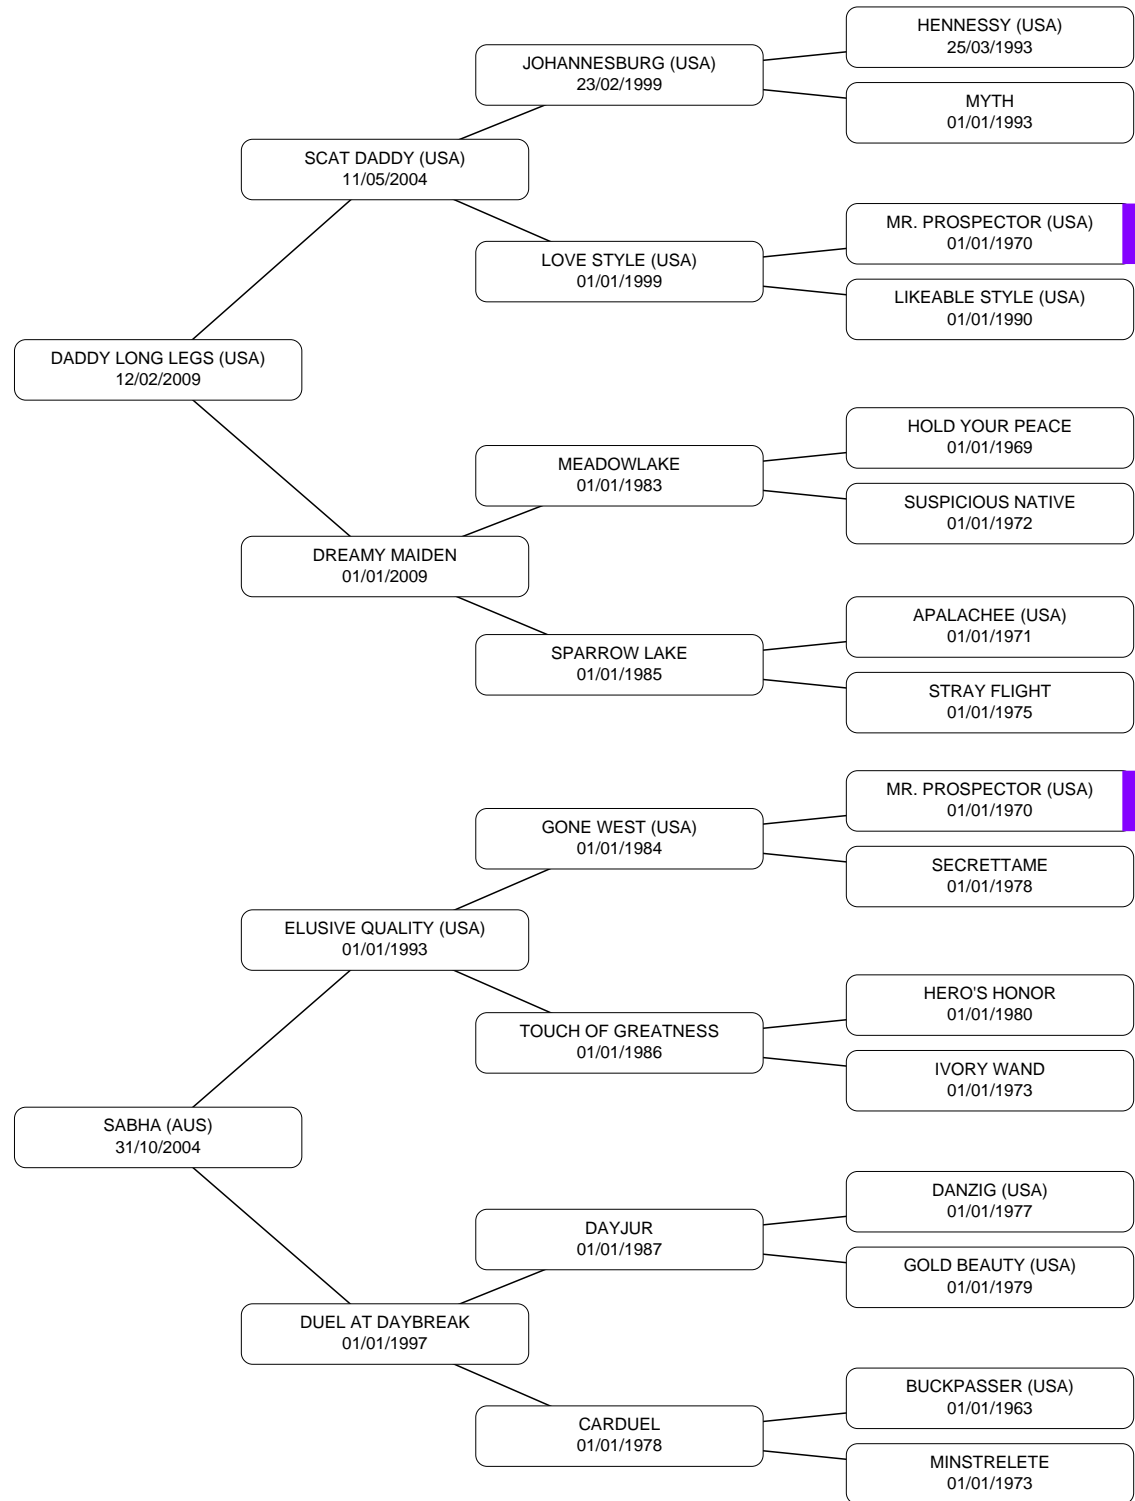 HENNESSY (USA)
25/03/1993
JOHANNESBURG (USA)
23/02/1999
MYTH
01/01/1993
SCAT DADDY (USA)
11/05/2004
MR. PROSPECTOR (USA)
01/01/1970
LOVE STYLE (USA)
01/01/1999
LIKEABLE STYLE (USA)
01/01/1990
DADDY LONG LEGS (USA)
12/02/2009
HOLD YOUR PEACE
01/01/1969
MEADOWLAKE
01/01/1983
SUSPICIOUS NATIVE
01/01/1972
DREAMY MAIDEN
01/01/2009
APALACHEE (USA)
01/01/1971
SPARROW LAKE
01/01/1985
STRAY FLIGHT
01/01/1975
MR. PROSPECTOR (USA)
01/01/1970
GONE WEST (USA)
01/01/1984
SECRETTAME
01/01/1978
ELUSIVE QUALITY (USA)
01/01/1993
HERO'S HONOR
01/01/1980
TOUCH OF GREATNESS
01/01/1986
IVORY WAND
01/01/1973
SABHA (AUS)
31/10/2004
DANZIG (USA)
01/01/1977
DAYJUR
01/01/1987
GOLD BEAUTY (USA)
01/01/1979
DUEL AT DAYBREAK
01/01/1997
BUCKPASSER (USA)
01/01/1963
CARDUEL
01/01/1978
MINSTRELETE
01/01/1973